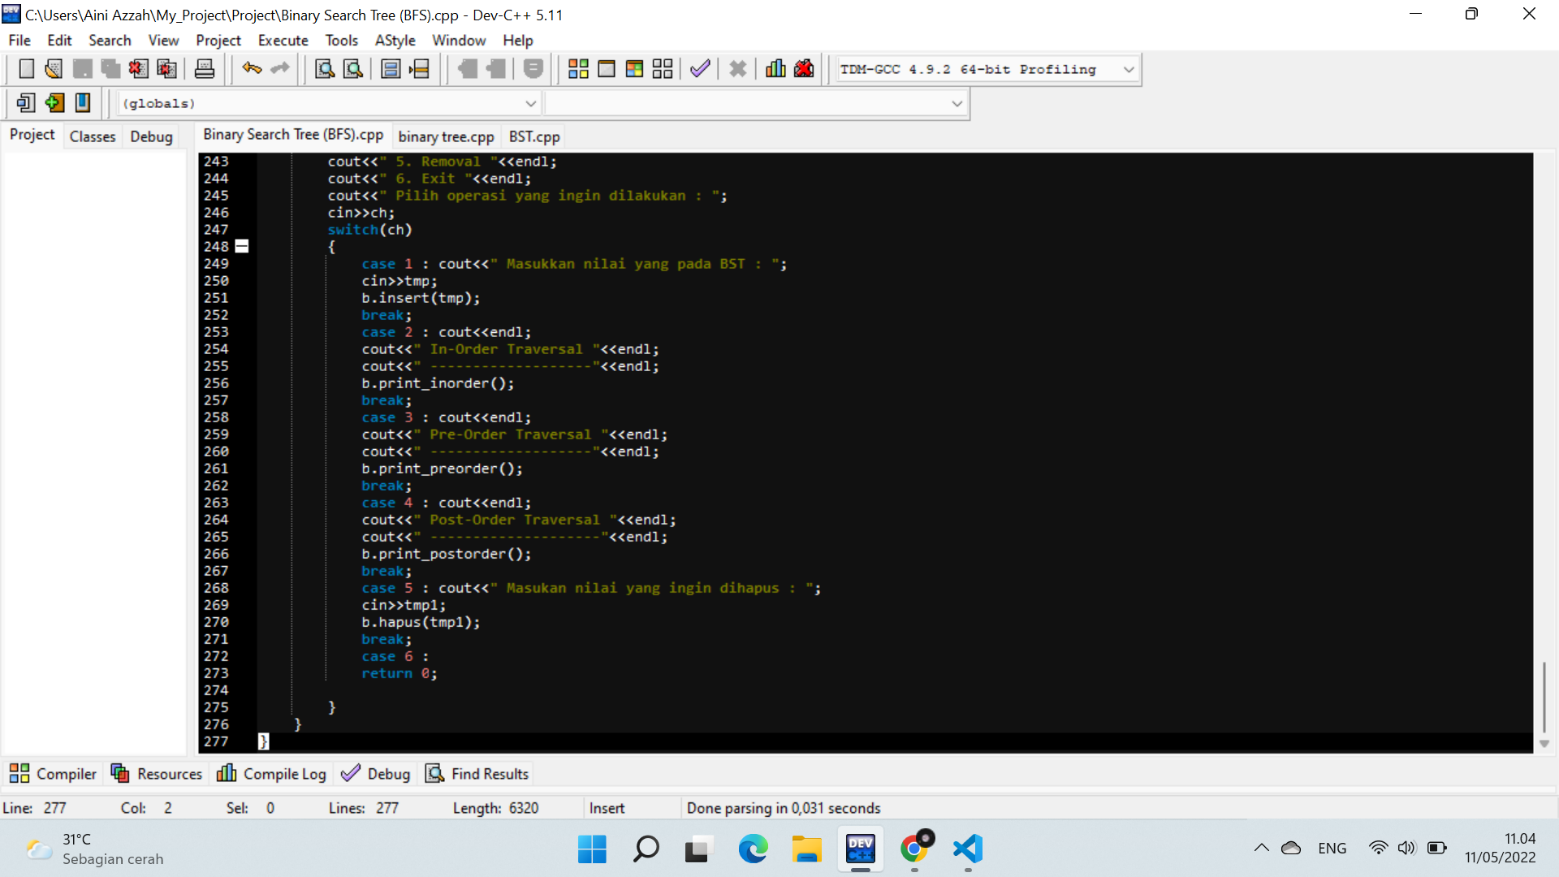 C:\Users\Aini Azzah\My_Project\Project\Binary Search Tree (BFS).cpp - Dev-C++ 5.11
File Edit Search View Project Execute Tools AStyle Window Help
TDM-GCC 4.9.2 64-bit Profiling
(globals)
Project Classes Debug
Binary Search Tree (BFS).cpp binary tree.cpp BST.cpp
243 cout<<" 5. Removal "<<endl;
244 cout<<" 6. Exit "<<endl;
245 cout<<" Pilih operasi yang ingin dilakukan : ";
246 cin>>ch;
247 switch(ch)
248 {
249 case 1 : cout<<" Masukkan nilai yang pada BST : ";
250 cin>>tmp;
251 b.insert(tmp);
252 break;
253 case 2 : cout<<endl;
254 cout<<" In-Order Traversal "<<endl;
255 cout<<" -------------------"<<endl;
256 b.print_inorder();
257 break;
258 case 3 : cout<<endl;
259 cout<<" Pre-Order Traversal "<<endl;
260 cout<<" -------------------"<<endl;
261 b.print_preorder();
262 break;
263 case 4 : cout<<endl;
264 cout<<" Post-Order Traversal "<<endl;
265 cout<<" --------------------"<<endl;
266 b.print_postorder();
267 break;
268 case 5 : cout<<" Masukan nilai yang ingin dihapus : ";
269 cin>>tmp1;
270 b.hapus(tmp1);
271 break;
272 case 6 :
273 return 0;
274
275 }
276 }
277 }
Compiler Resources Compile Log Debug Find Results
Line: 277 Col: 2 Sel: 0 Lines: 277 Length: 6320 Insert Done parsing in 0,031 seconds
31°C
Sebagian cerah
DEV
C++
ENG
11.04
11/05/2022